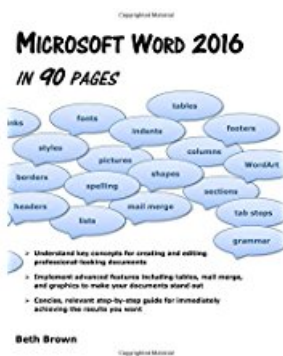 Copyrighted Material
MICROSOFT WORD 2016
IN 90 PAGES
tables
fonts
inks
indents
footers
styles
columns
pictures
WordArt
shapes
borders
spelling
sections
headers
mail merge
lists
tab stops
grammar
➤ Understand key concepts for creating and editing
professional-looking documents
➤ Implement advanced features including tables, mail merge,
and graphics to make your documents stand out
➤ Concise, relevant step-by-step guide for immediately
achieving the results you want
Beth Brown
Copyrighted Material